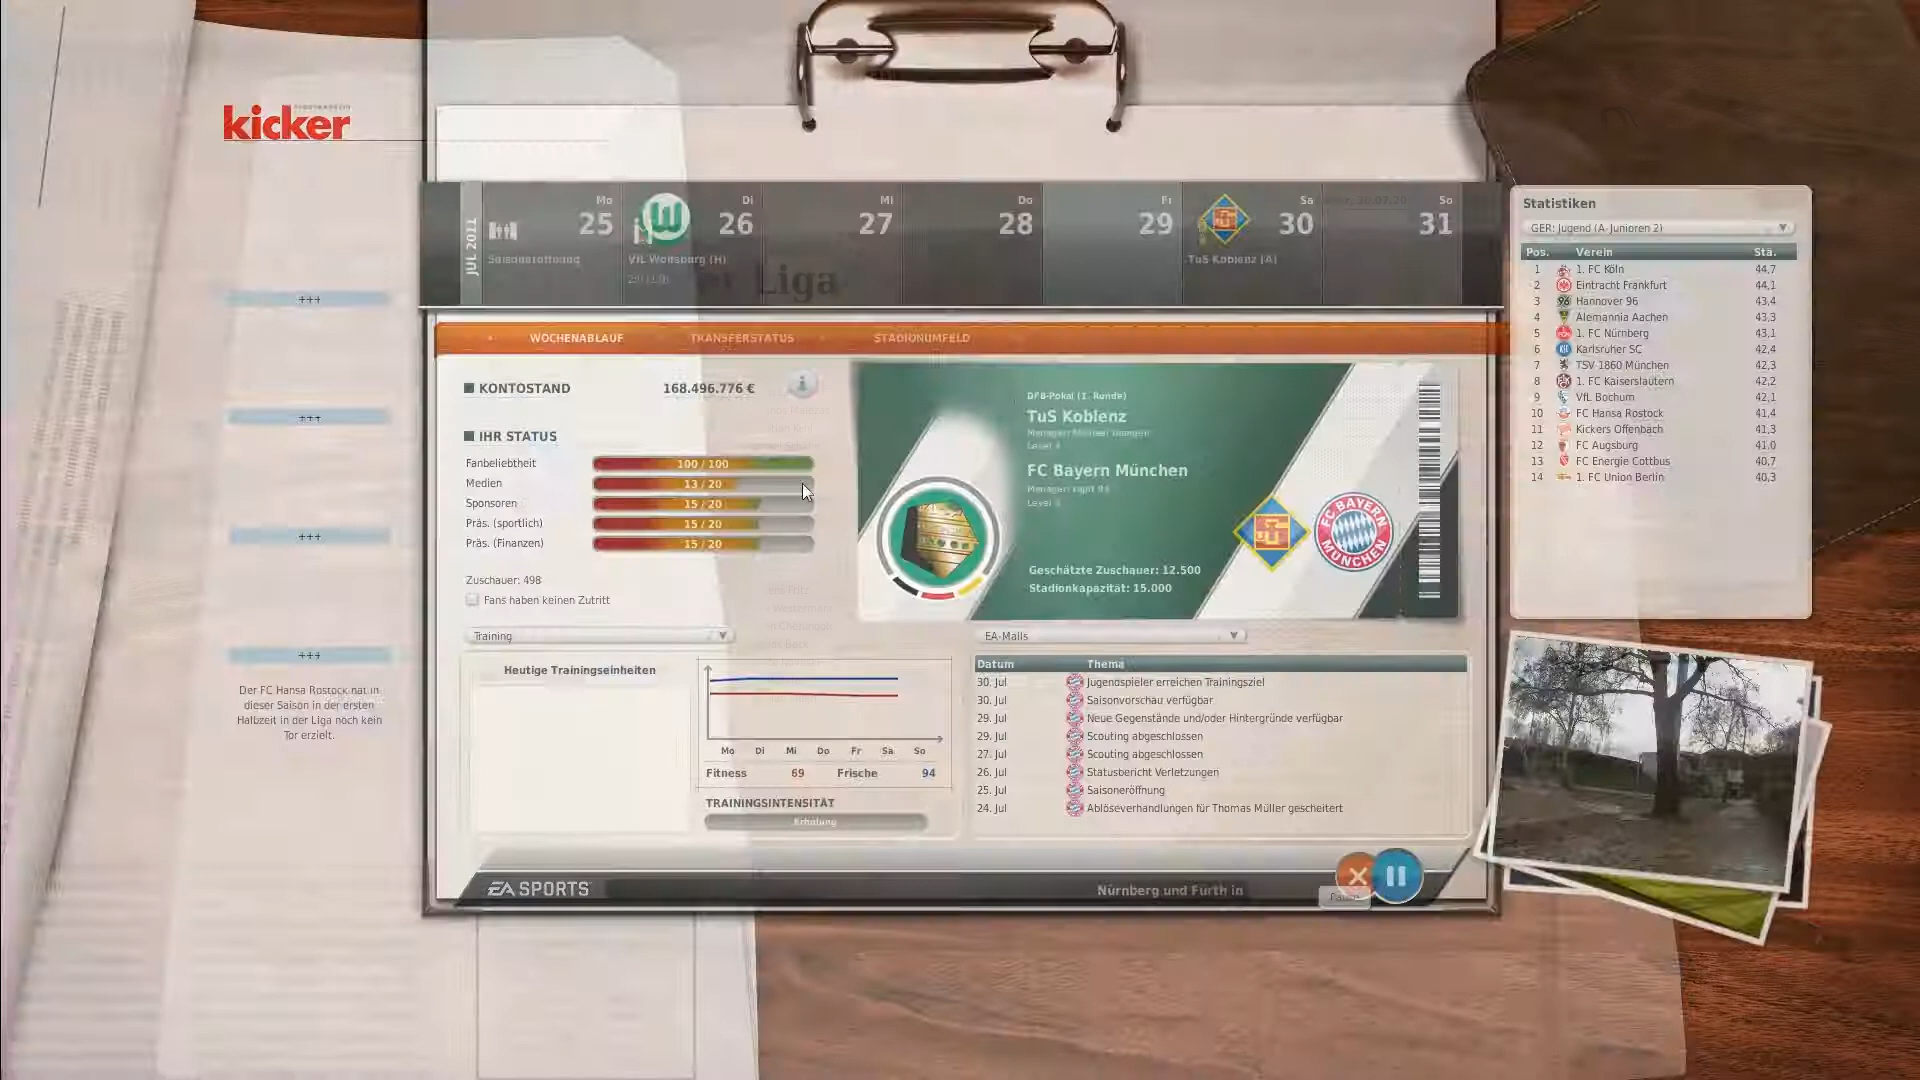 kicker
JUL 2011
Mo
25
Saisoneröffnung
Di
26
VfL Wolfsburg (H)
Mi
27
Do
28
Fr
29
Sa
30
TuS Koblenz (A)
So
31
Liga
WOCHENABLAUF
TRANSFERSTATUS
STADIONUMFELD
KONTOSTAND 168.496.776 €
IHR STATUS
Fanbeliebtheit 100 / 100
Medien 13 / 20
Sponsoren 15 / 20
Präs. (sportlich) 15 / 20
Präs. (Finanzen) 15 / 20
Zuschauer: 498
Fans haben keinen Zutritt
DFB-Pokal (1. Runde)
TuS Koblenz
FC Bayern München
Geschätzte Zuschauer: 12.500
Stadionkapazität: 15.000
FC BAYERN MÜNCHEN
Training
Heutige Trainingseinheiten
Mo Di Mi Do Fr Sa So
Fitness 69 Frische 94
TRAININGSINTENSITÄT
Erholung
EA-Mails
Datum Thema
30. Jul Jugendspieler erreichen Trainingsziel
30. Jul Saisonvorschau verfügbar
29. Jul Neue Gegenstände und/oder Hintergründe verfügbar
29. Jul Scouting abgeschlossen
27. Jul Scouting abgeschlossen
26. Jul Statusbericht Verletzungen
25. Jul Saisoneröffnung
24. Jul Ablöseverhandlungen für Thomas Müller gescheitert
EA SPORTS
Nürnberg und Fürth in
Pause
+++
+++
+++
+++
Der FC Hansa Rostock hat in
dieser Saison in der ersten
Halbzeit in der Liga noch kein
Tor erzielt.
Statistiken
GER: Jugend (A-Junioren 2)
Pos. Verein Stä.
1 1. FC Köln 44,7
2 Eintracht Frankfurt 44,1
3 Hannover 96 43,4
4 Alemannia Aachen 43,3
5 1. FC Nürnberg 43,1
6 Karlsruher SC 42,4
7 TSV 1860 München 42,3
8 1. FC Kaiserslautern 42,2
9 VfL Bochum 42,1
10 FC Hansa Rostock 41,4
11 Kickers Offenbach 41,3
12 FC Augsburg 41,0
13 FC Energie Cottbus 40,7
14 1. FC Union Berlin 40,3